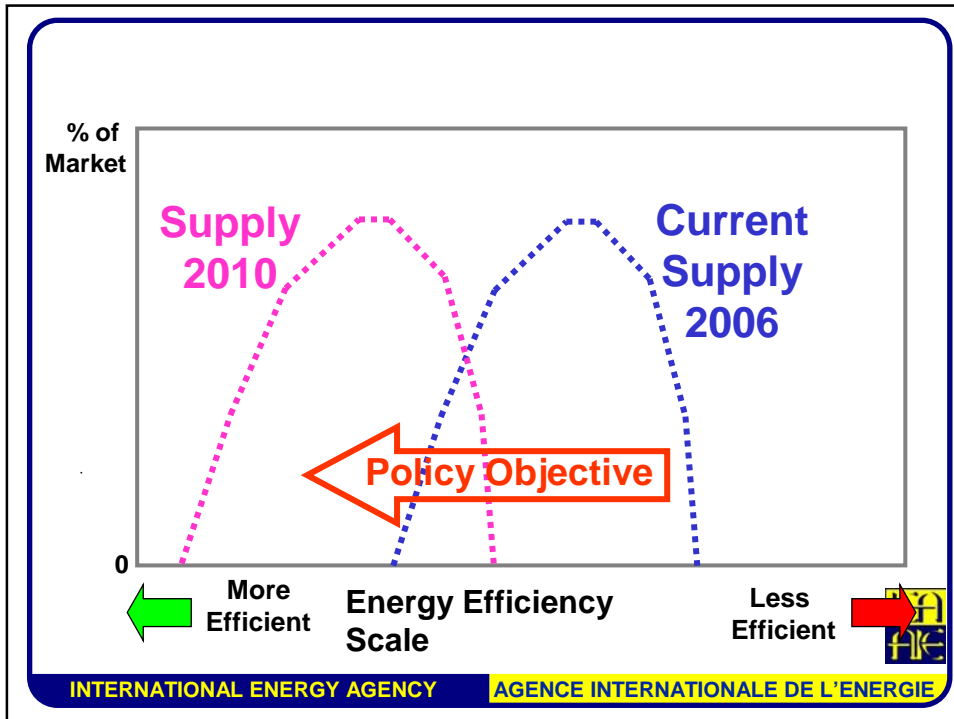 % of
Market
Supply
2010
Current
Supply
2006
Policy Objective
0
More
Efficient
Energy Efficiency
Scale
Less
Efficient
INTERNATIONAL ENERGY AGENCY
AGENCE INTERNATIONALE DE L'ENERGIE